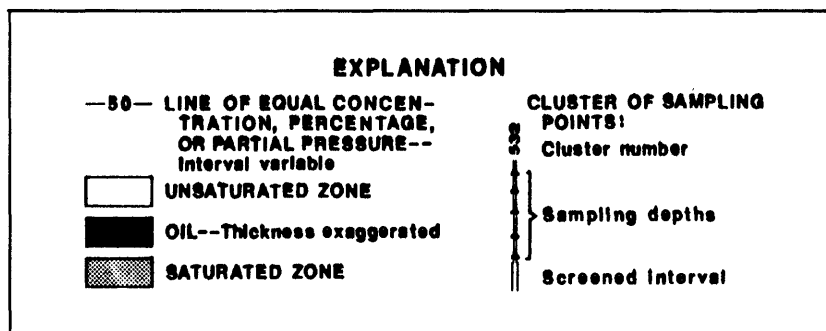 EXPLANATION
—50— LINE OF EQUAL CONCEN-
TRATION, PERCENTAGE,
OR PARTIAL PRESSURE--
Interval variable
UNSATURATED ZONE
OIL--Thickness exaggerated
SATURATED ZONE
CLUSTER OF SAMPLING
POINTS:
532
Cluster number
Sampling depths
Screened Interval